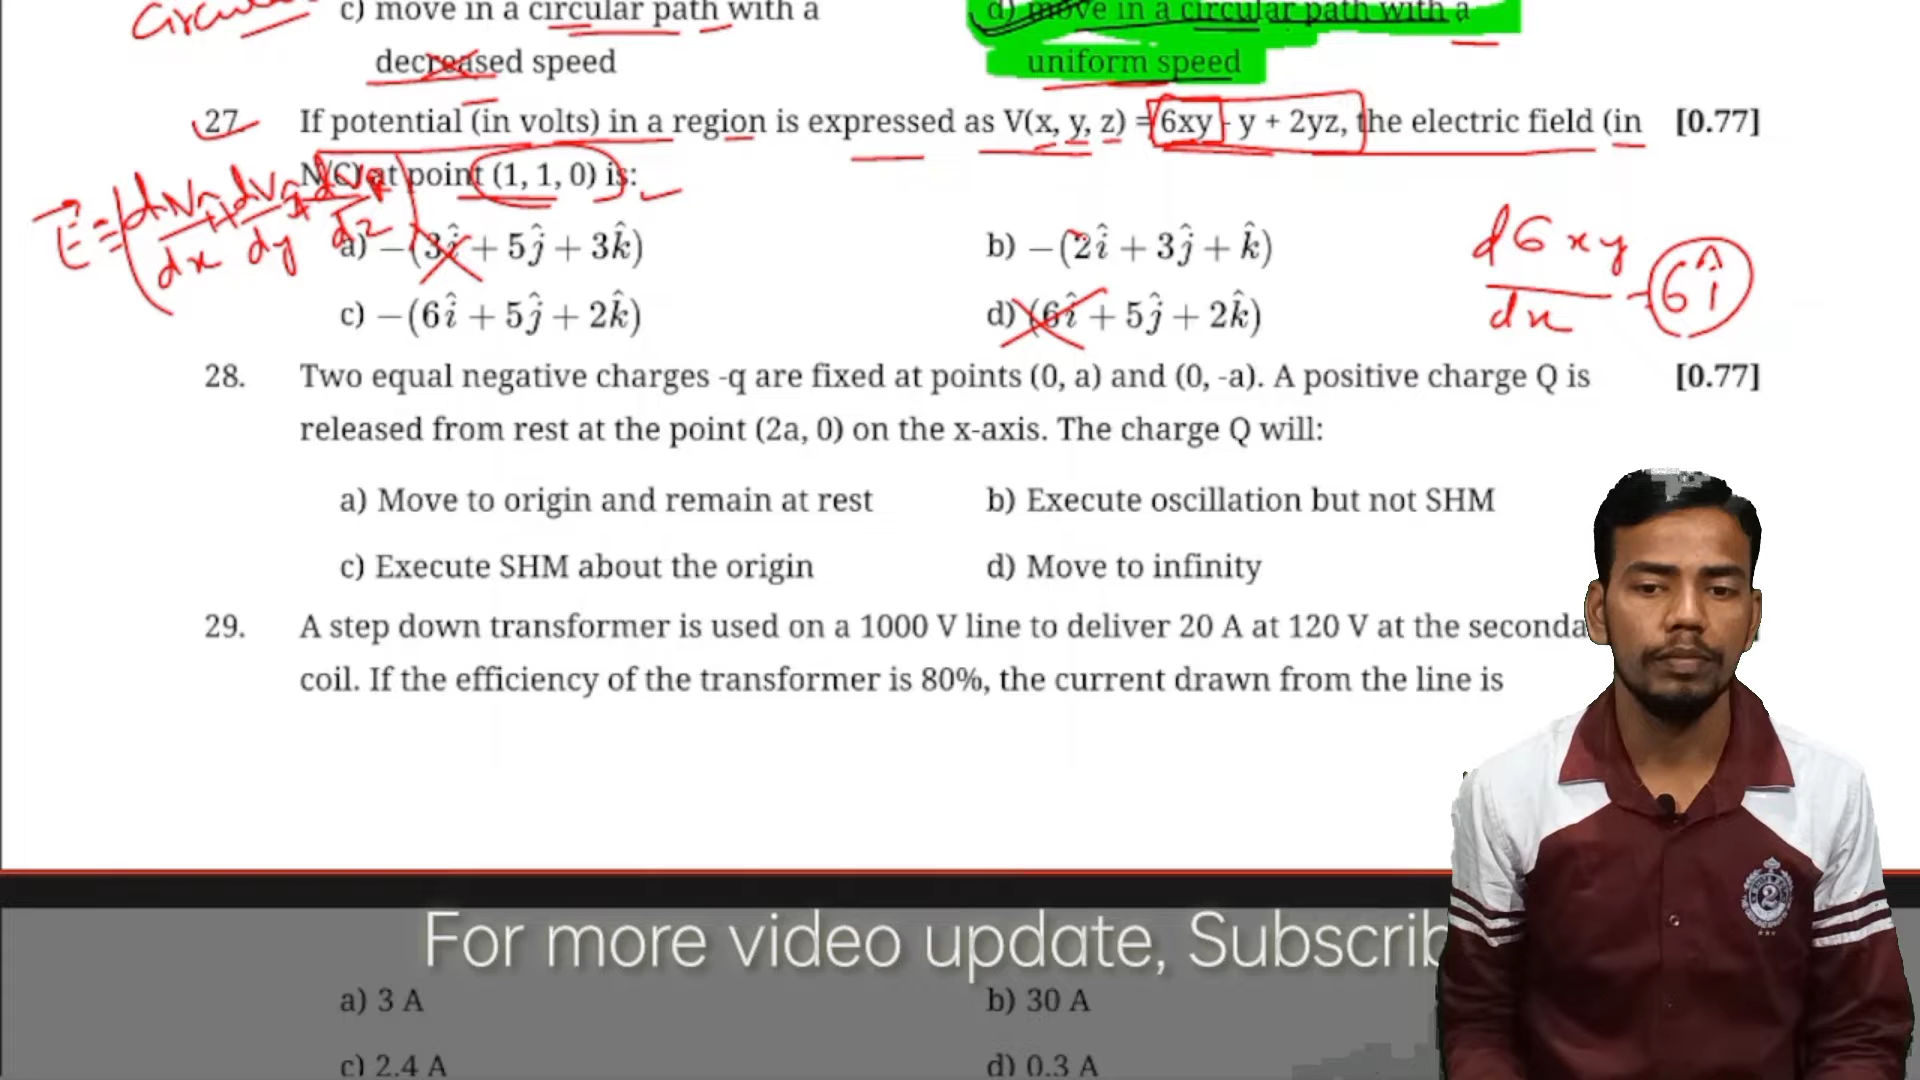 Circular c) move in a circular path with a d) move in a circular path with a
decreased speed uniform speed
27. If potential (in volts) in a region is expressed as V(x, y, z) = 6xy - y + 2yz, the electric field (in [0.77]
N/C) at point (1, 1, 0) is:
a) −(3î + 5ĵ + 3k̂) b) −(2î + 3ĵ + k̂)
c) −(6î + 5ĵ + 2k̂) d) (6î + 5ĵ + 2k̂)
d6xy
dx
6î
28. Two equal negative charges -q are fixed at points (0, a) and (0, -a). A positive charge Q is [0.77]
released from rest at the point (2a, 0) on the x-axis. The charge Q will:
a) Move to origin and remain at rest b) Execute oscillation but not SHM
c) Execute SHM about the origin d) Move to infinity
29. A step down transformer is used on a 1000 V line to deliver 20 A at 120 V at the seconda
coil. If the efficiency of the transformer is 80%, the current drawn from the line is
For more video update, Subscrib
a) 3 A b) 30 A
c) 2.4 A d) 0.3 A